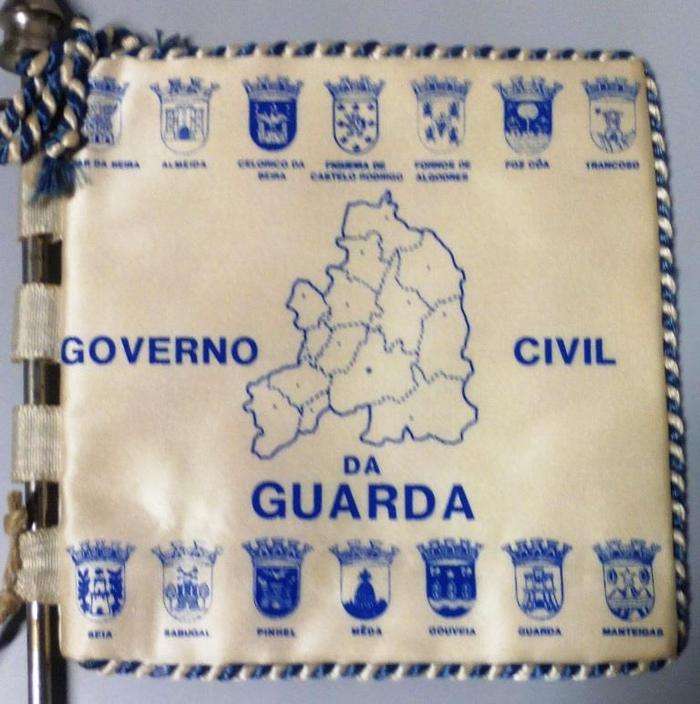 AR DA BEIRA
ALMEIDA
CELORICO DA
BEIRA
FIGUEIRA DE
CASTELO RODRIGO
FORNOS DE
ALGODRES
FOZ CÔA
TRANCOSO
GOVERNO
CIVIL
DA
GUARDA
SEIA
SABUGAL
PINHEL
MÊDA
GOUVEIA
GUARDA
MANTEIGAS